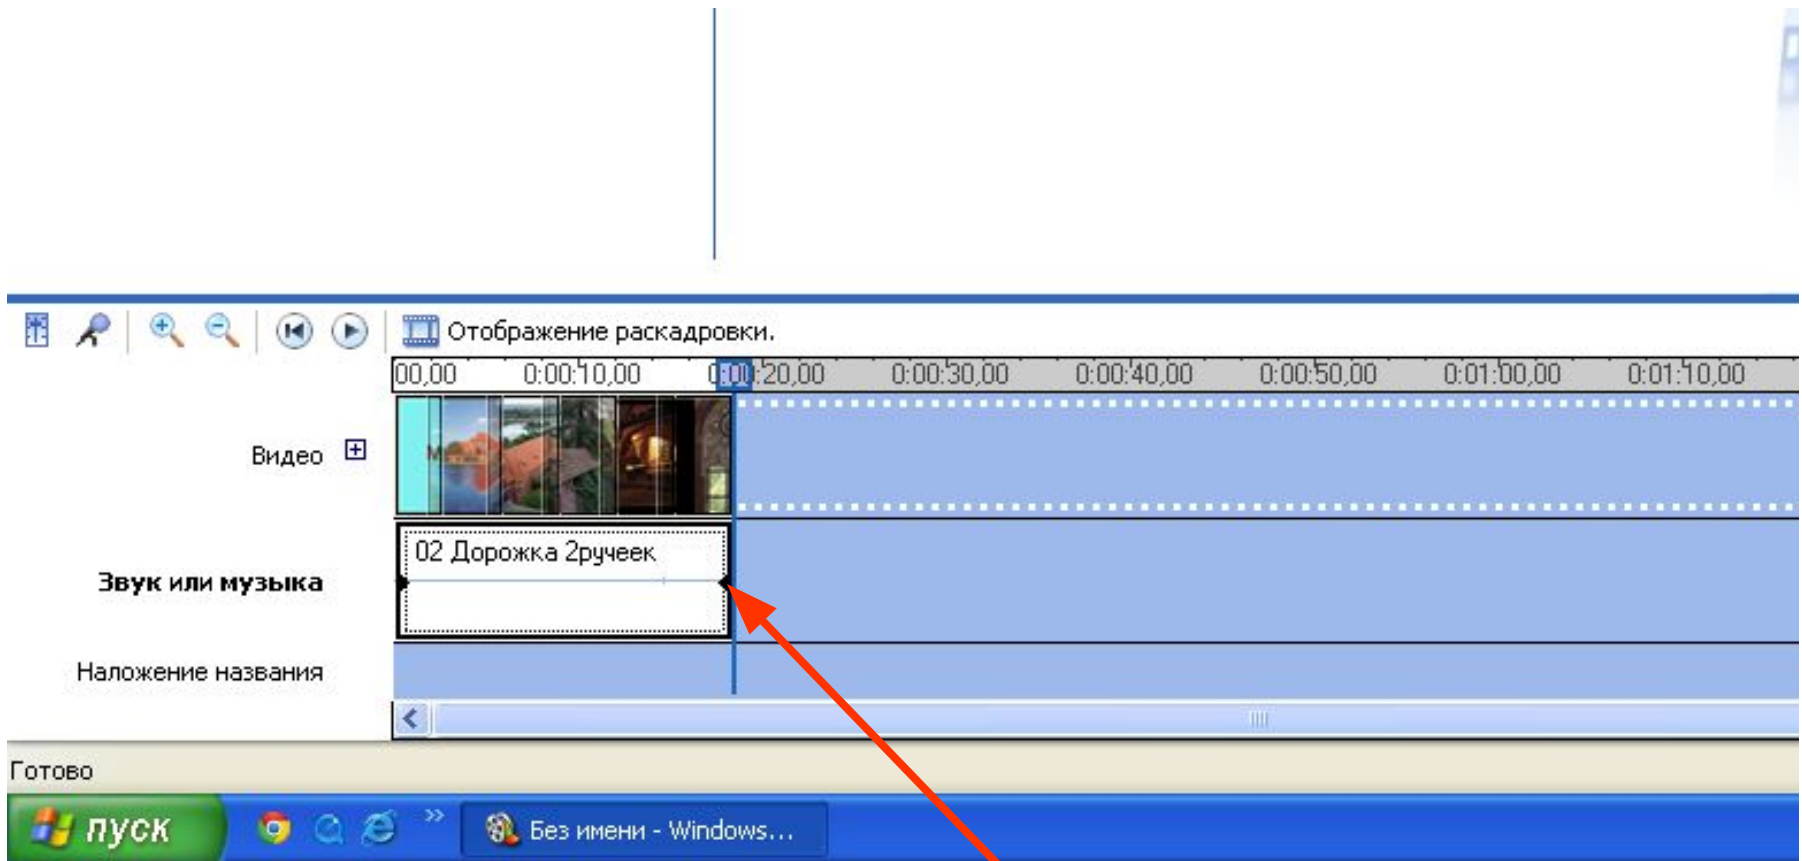 Отображение раскадровки.
00,00 0:00:10,00 0:00:20,00 0:00:30,00 0:00:40,00 0:00:50,00 0:01:00,00 0:01:10,00
Видео
02 Дорожка 2ручеек
Звук или музыка
Наложение названия
Готово
пуск
» Без имени - Windows...